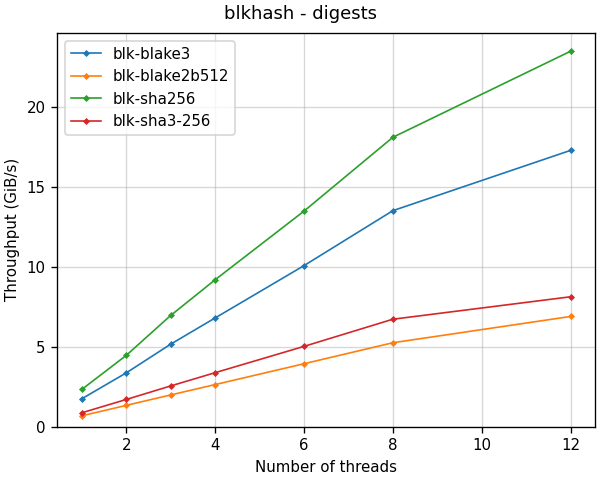 blkhash - digests
blk-blake3
blk-blake2b512
blk-sha256
blk-sha3-256
Throughput (GiB/s)
20
15
10
5
0
2 4 6 8 10 12
Number of threads